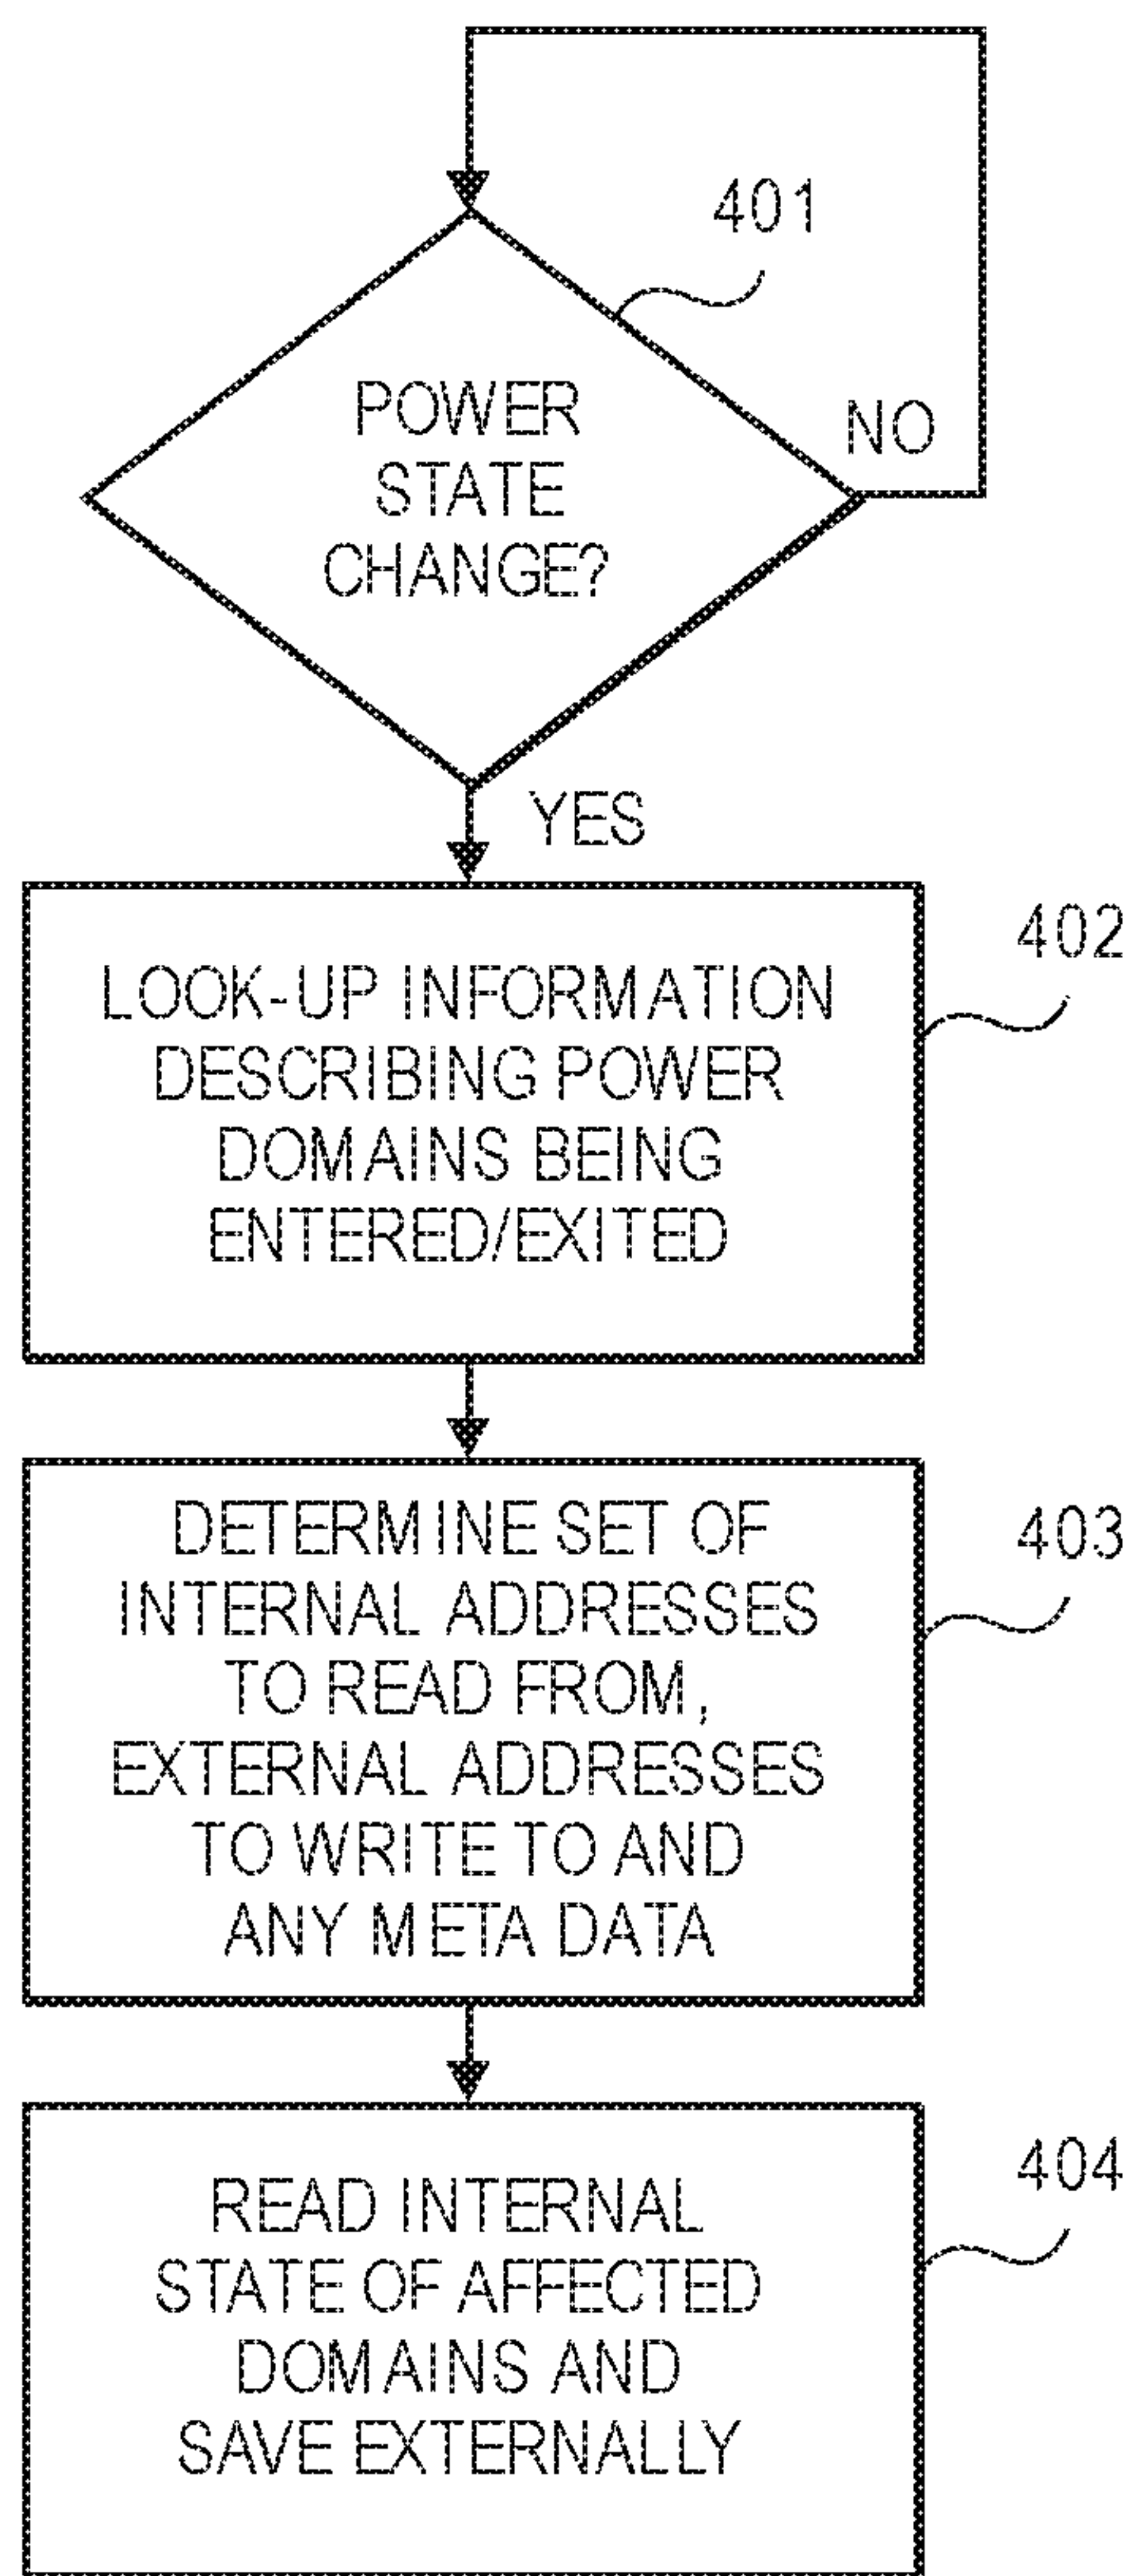 401
POWER
STATE
CHANGE?
NO
YES
402
LOOK-UP INFORMATION
DESCRIBING POWER
DOMAINS BEING
ENTERED/EXITED
403
DETERMINE SET OF
INTERNAL ADDRESSES
TO READ FROM,
EXTERNAL ADDRESSES
TO WRITE TO AND
ANY META DATA
404
READ INTERNAL
STATE OF AFFECTED
DOMAINS AND
SAVE EXTERNALLY